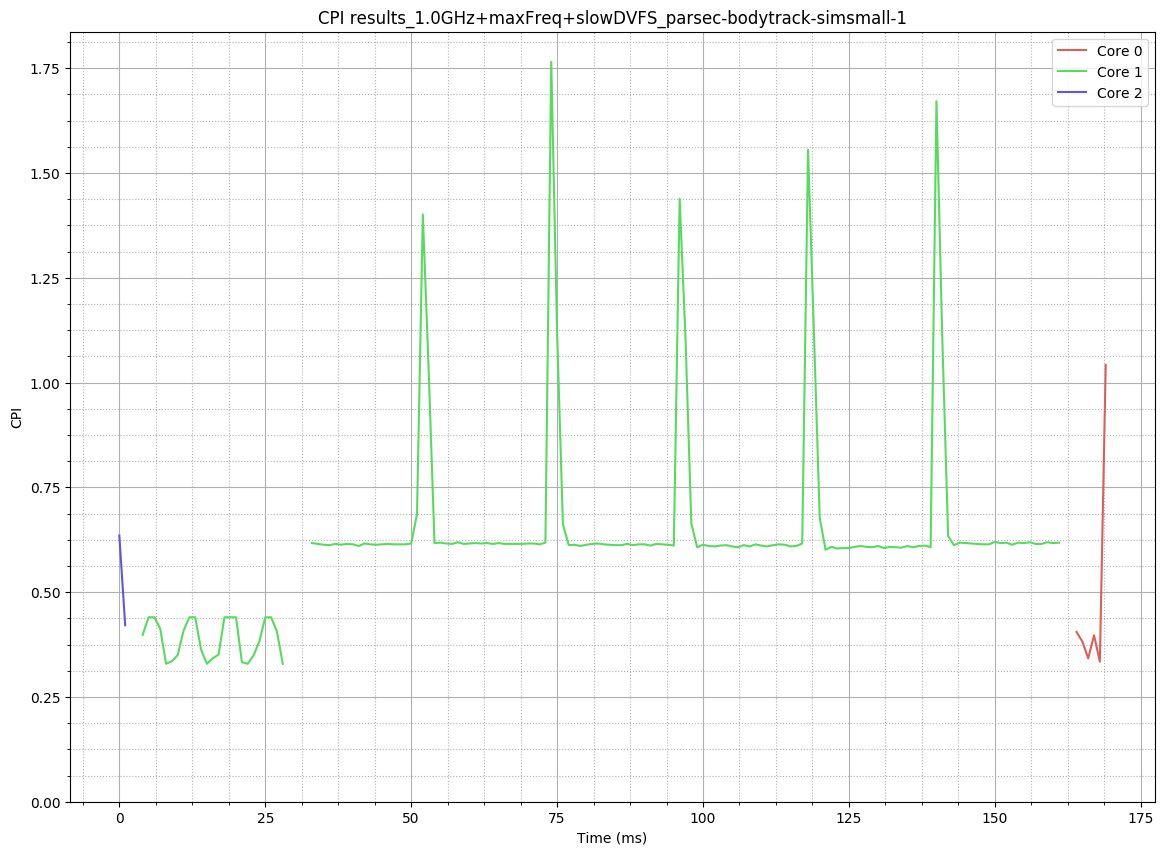 CPI results_1.0GHz+maxFreq+slowDVFS_parsec-bodytrack-simsmall-1
Core 0
Core 1
Core 2
CPI
1.75
1.50
1.25
1.00
0.75
0.50
0.25
0.00
0 25 50 75 100 125 150 175
Time (ms)